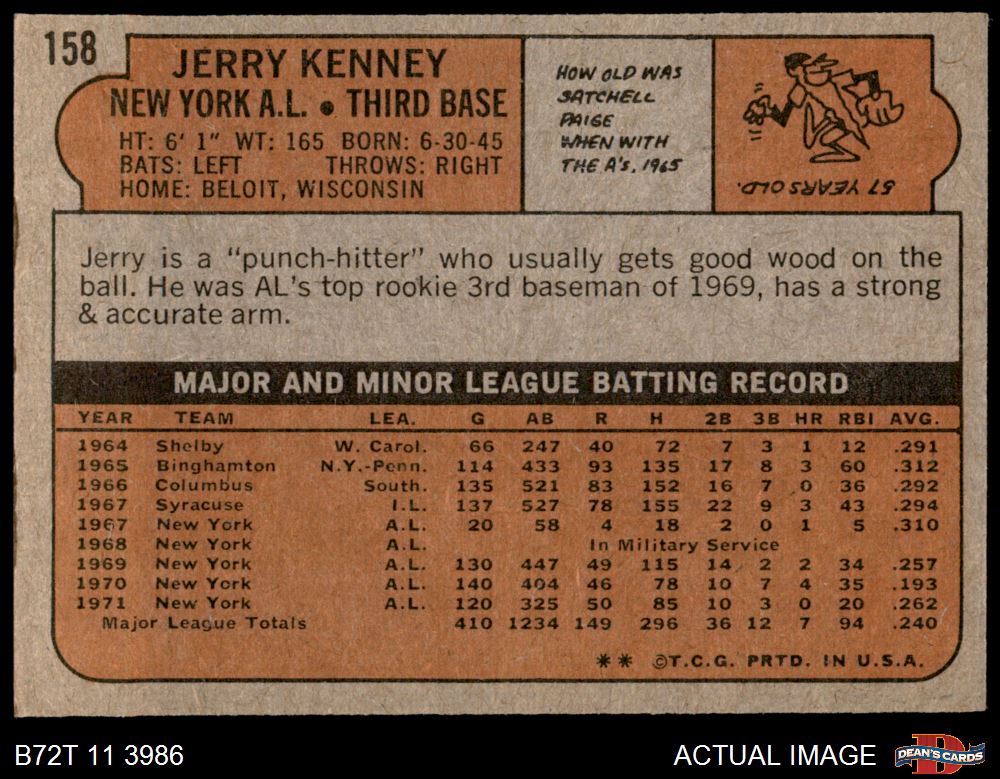 158
JERRY KENNEY
NEW YORK A.L. • THIRD BASE
HT: 6' 1" WT: 165 BORN: 6-30-45
BATS: LEFT THROWS: RIGHT
HOME: BELOIT, WISCONSIN
HOW OLD WAS
SATCHELL
PAIGE
WHEN WITH
THE A's, 1965
57 YEARS OLD.
Jerry is a "punch-hitter" who usually gets good wood on the
ball. He was AL's top rookie 3rd baseman of 1969, has a strong
& accurate arm.
MAJOR AND MINOR LEAGUE BATTING RECORD
YEAR TEAM LEA. G AB R H 2B 3B HR RBI AVG.
1964 Shelby W. Carol. 66 247 40 72 7 3 1 12 .291
1965 Binghamton N.Y.-Penn. 114 433 93 135 17 8 3 60 .312
1966 Columbus South. 135 521 83 152 16 7 0 36 .292
1967 Syracuse I.L. 137 527 78 155 22 9 3 43 .294
1967 New York A.L. 20 58 4 18 2 0 1 5 .310
1968 New York A.L. In Military Service
1969 New York A.L. 130 447 49 115 14 2 2 34 .257
1970 New York A.L. 140 404 46 78 10 7 4 35 .193
1971 New York A.L. 120 325 50 85 10 3 0 20 .262
Major League Totals 410 1234 149 296 36 12 7 94 .240
** ©T.C.G. PRTD. IN U.S.A.
B72T 11 3986
ACTUAL IMAGE
D
DEAN'S CARDS